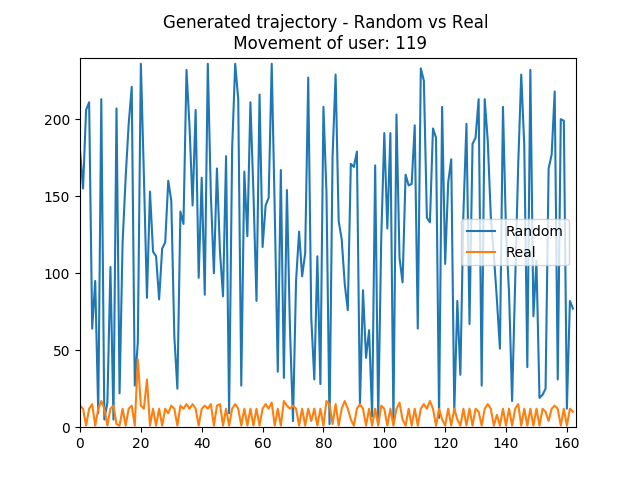 Generated trajectory - Random vs Real
Movement of user: 119
200
150
100
50
0
Random
Real
0 20 40 60 80 100 120 140 160